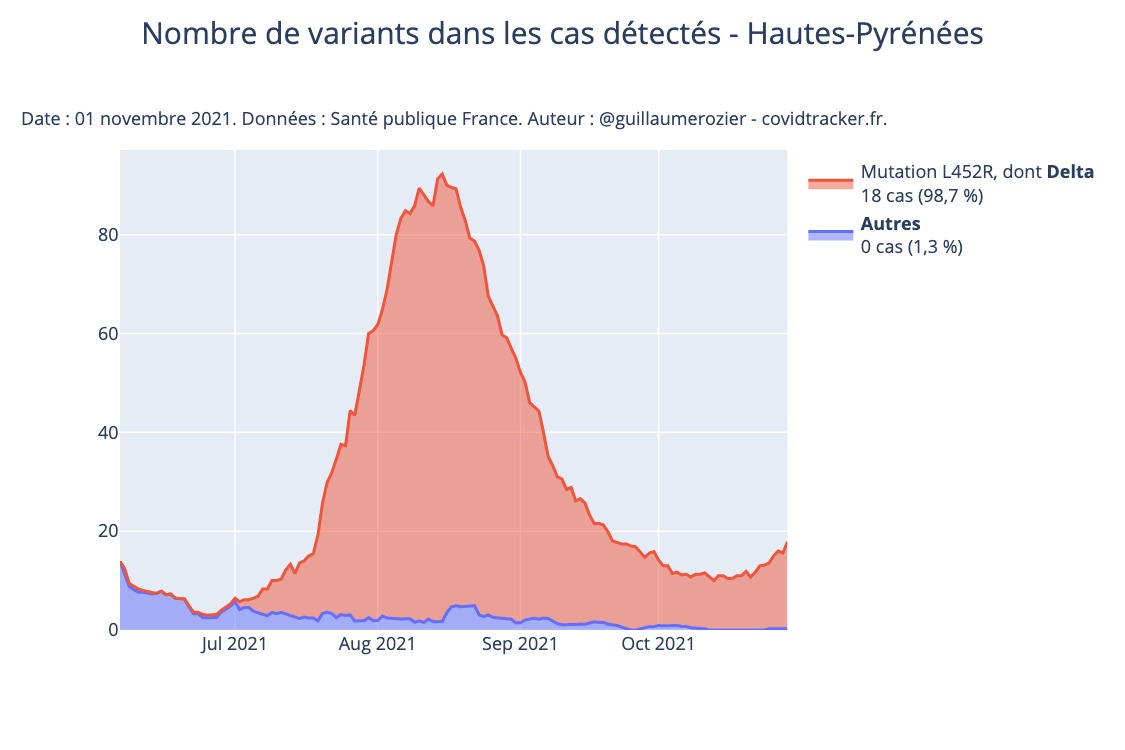 Nombre de variants dans les cas détectés - Hautes-Pyrénées
Date : 01 novembre 2021. Données : Santé publique France. Auteur : @guillaumerozier - covidtracker.fr.
Mutation L452R, dont Delta
18 cas (98,7 %)
Autres
0 cas (1,3 %)
80
60
40
20
0
Jul 2021
Aug 2021
Sep 2021
Oct 2021